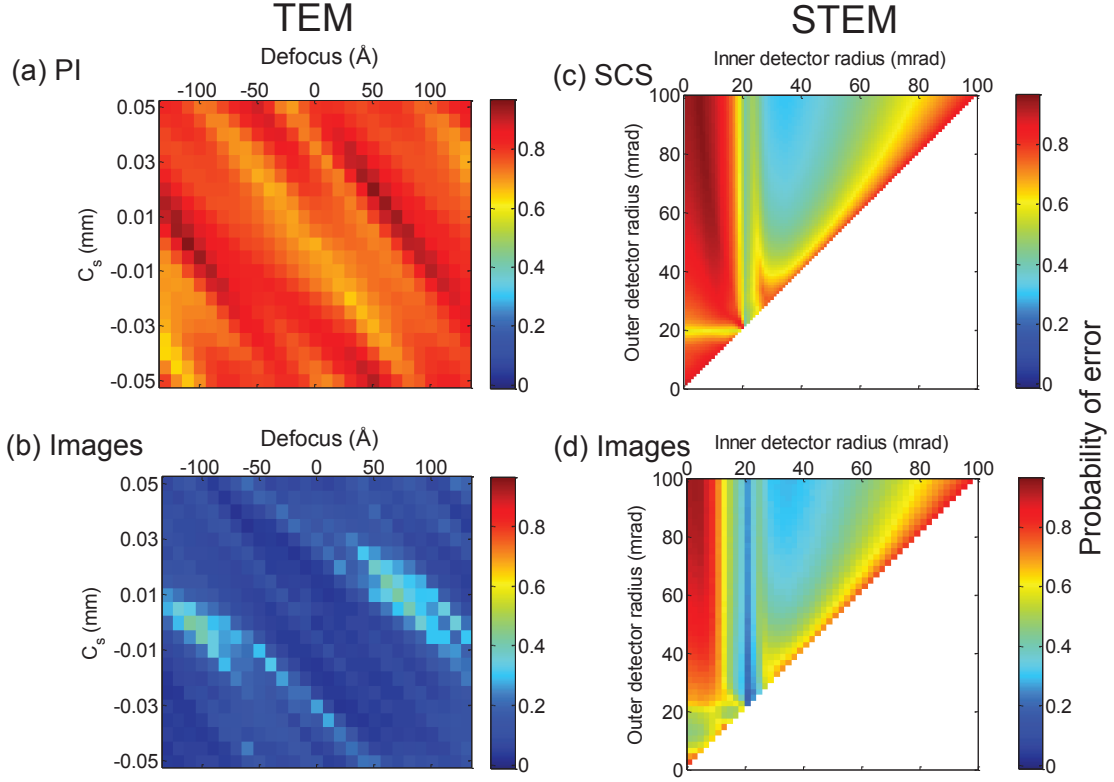 TEM
STEM
(a) PI
Defocus (Å)
-100 -50 0 50 100
C_s (mm)
0.05
0.03
0.01
-0.01
-0.03
-0.05
0.8
0.6
0.4
0.2
0
(c) SCS
Inner detector radius (mrad)
0 20 40 60 80 100
Outer detector radius (mrad)
100
80
60
40
20
0
0.8
0.6
0.4
0.2
0
(b) Images
Defocus (Å)
-100 -50 0 50 100
C_s (mm)
0.05
0.03
0.01
-0.01
-0.03
-0.05
0.8
0.6
0.4
0.2
0
(d) Images
Inner detector radius (mrad)
0 20 40 60 80 100
Outer detector radius (mrad)
100
80
60
40
20
0
0.8
0.6
0.4
0.2
0
Probability of error